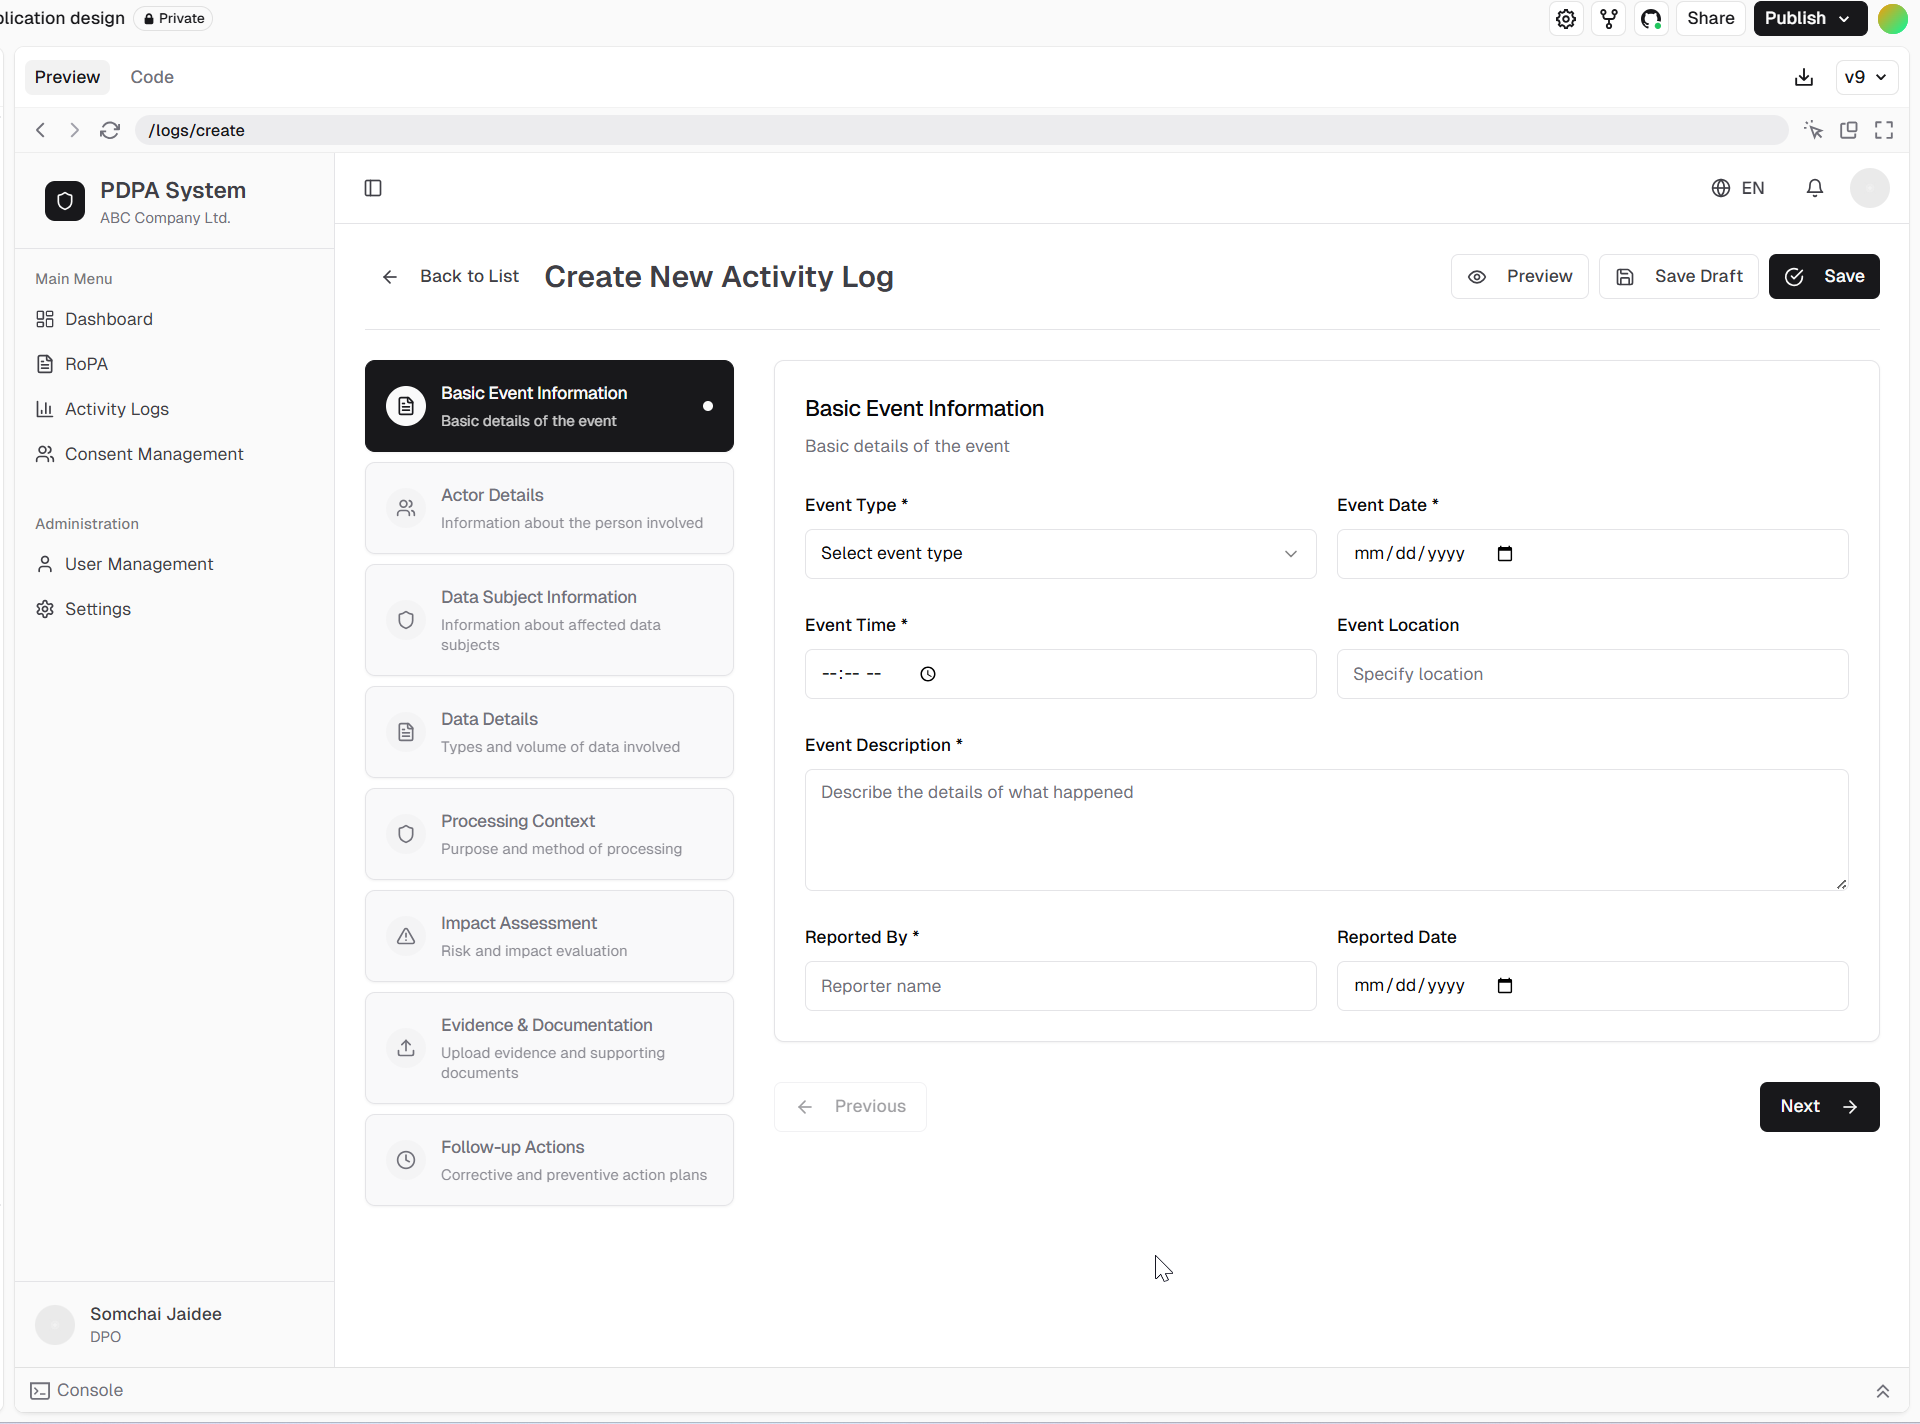 plication design Private Share Publish
Preview Code v9
/logs/create
PDPA System
ABC Company Ltd.
EN
Main Menu
Dashboard
RoPA
Activity Logs
Consent Management
Administration
User Management
Settings
Somchai Jaidee
DPO
Back to List Create New Activity Log Preview Save Draft Save
Basic Event Information
Basic details of the event
Actor Details
Information about the person involved
Data Subject Information
Information about affected data
subjects
Data Details
Types and volume of data involved
Processing Context
Purpose and method of processing
Impact Assessment
Risk and impact evaluation
Evidence & Documentation
Upload evidence and supporting
documents
Follow-up Actions
Corrective and preventive action plans
Basic Event Information
Basic details of the event
Event Type * Event Date *
Select event type mm/dd/yyyy
Event Time * Event Location
--:-- -- Specify location
Event Description *
Describe the details of what happened
Reported By * Reported Date
Reporter name mm/dd/yyyy
Previous Next
Console